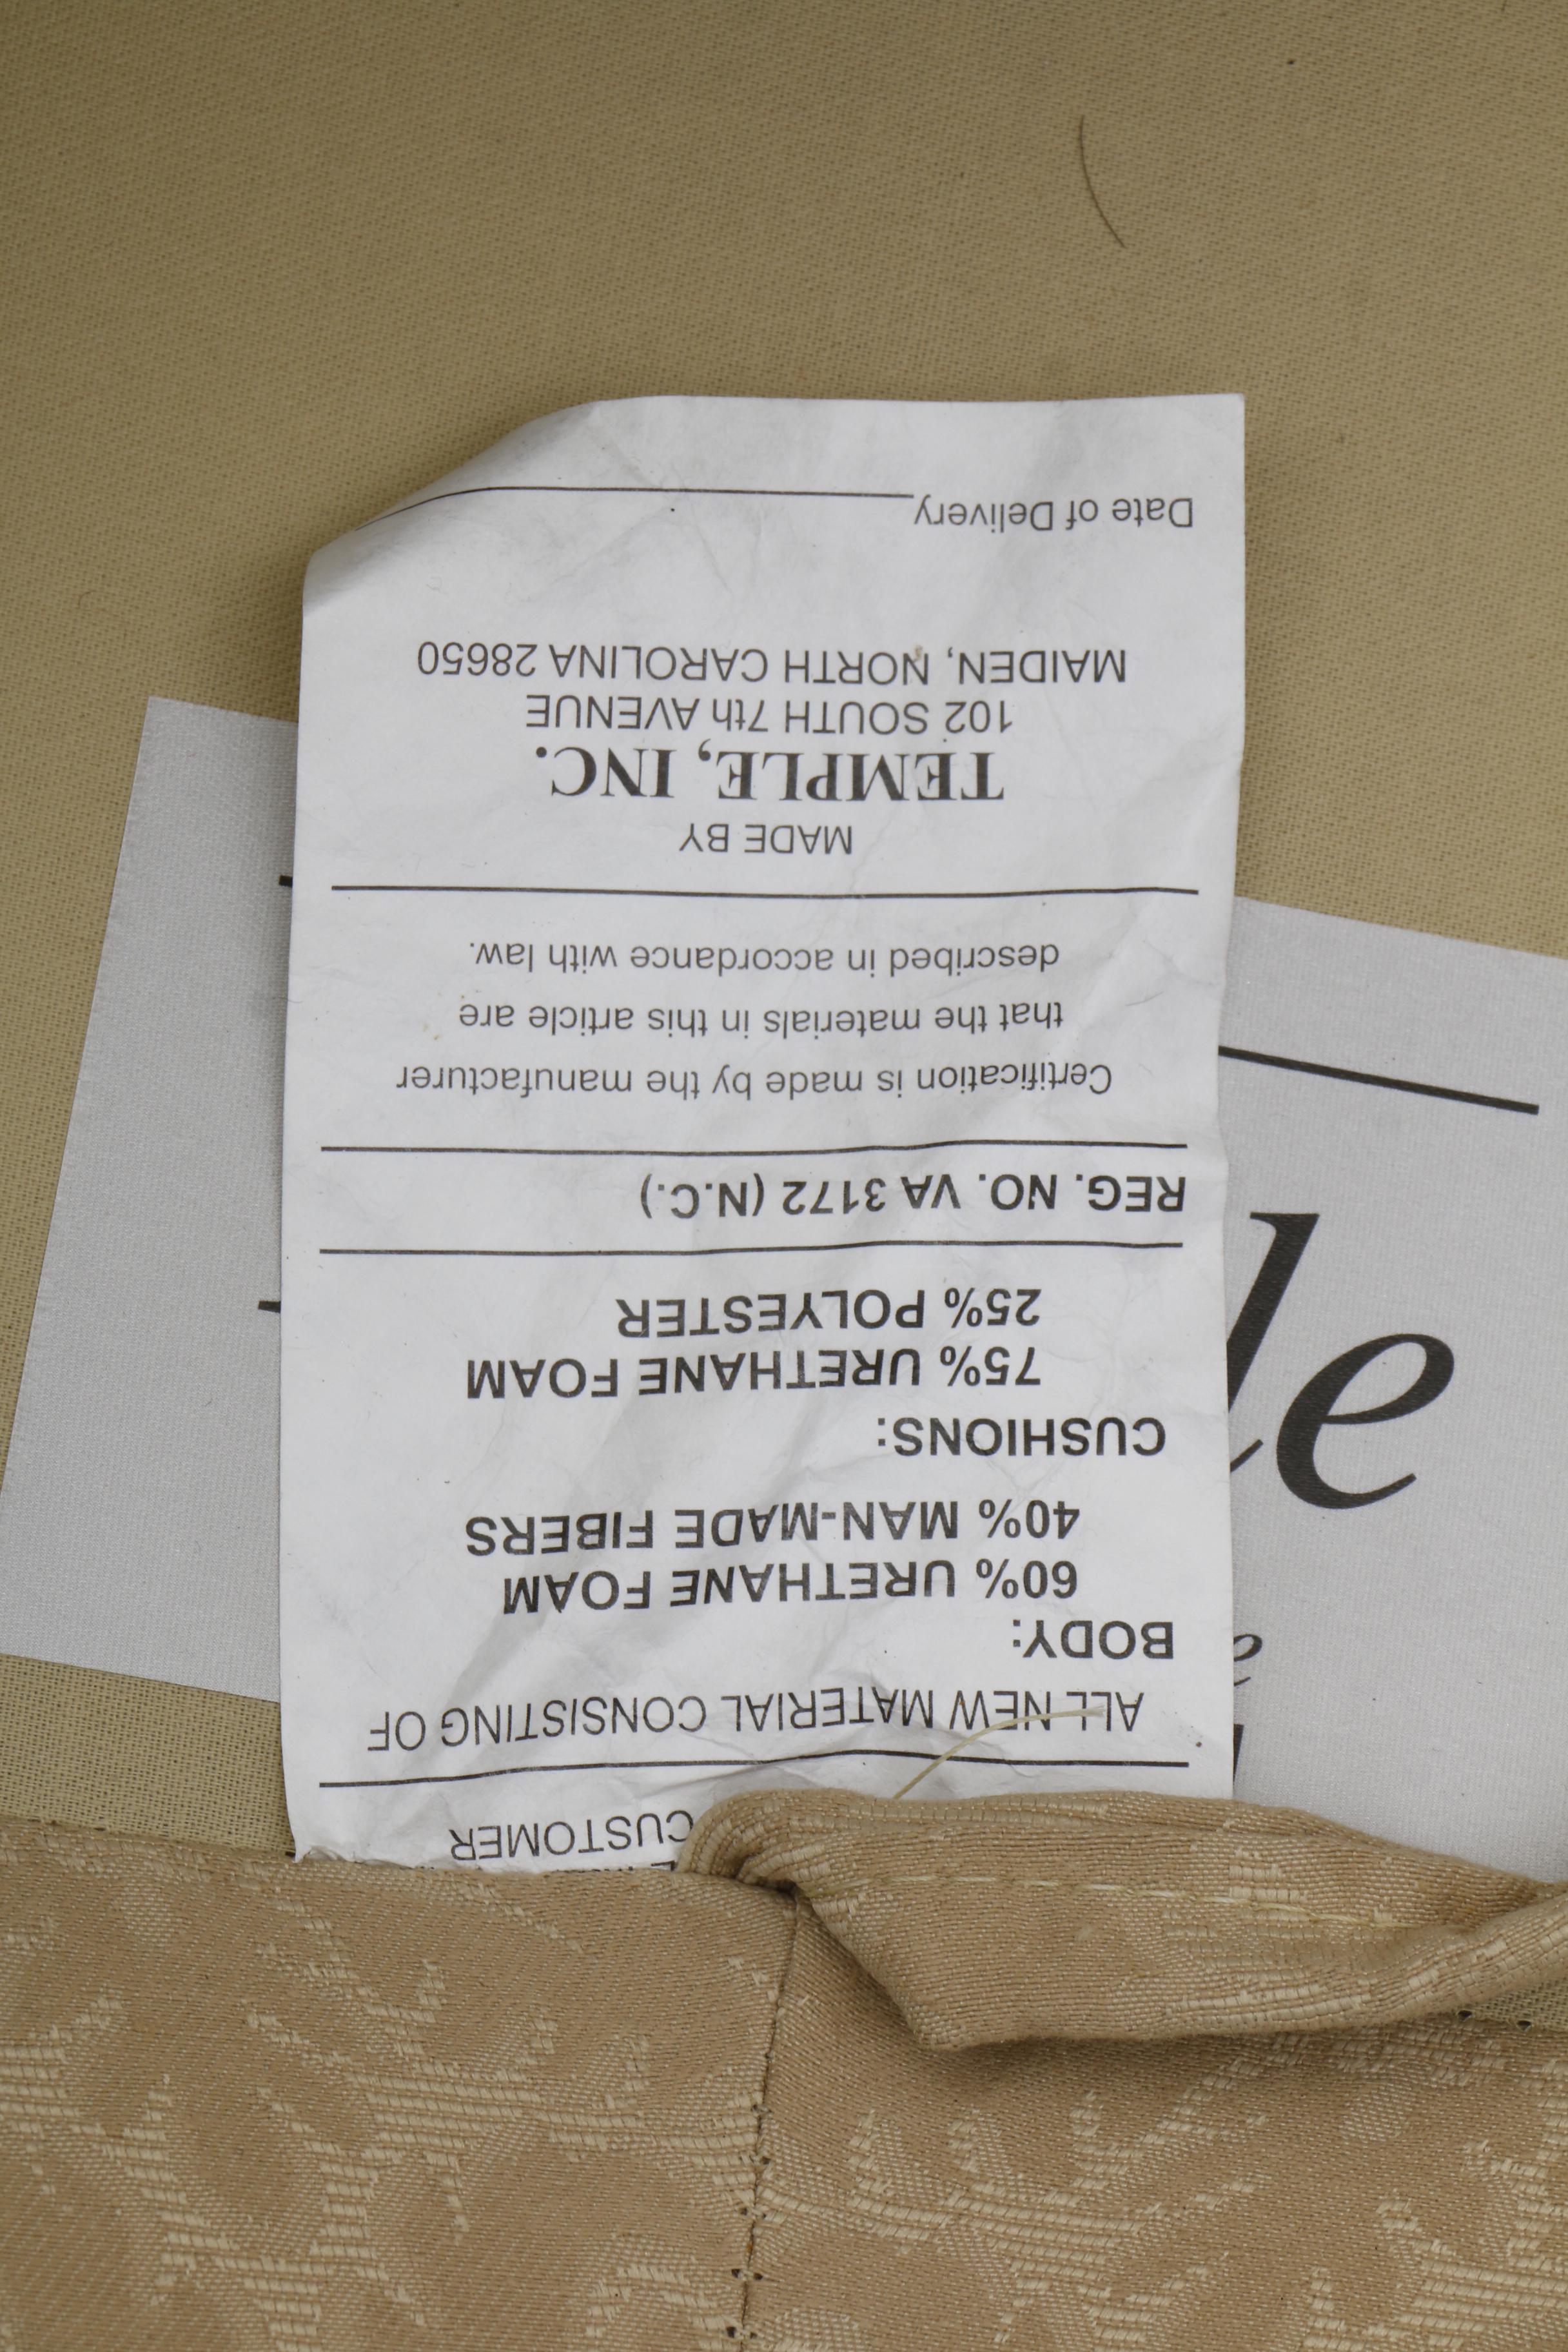 CUSTOMER
ALL NEW MATERIAL CONSISTING OF
BODY:
60% URETHANE FOAM
40% MAN-MADE FIBERS
CUSHIONS:
75% URETHANE FOAM
25% POLYESTER
REG. NO. VA 3172 (N.C.)
Certification is made by the manufacturer
that the materials in this article are
described in accordance with law.
MADE BY
TEMPLE, INC.
102 SOUTH 7th AVENUE
MAIDEN, NORTH CAROLINA 28650
Date of Delivery
le
e